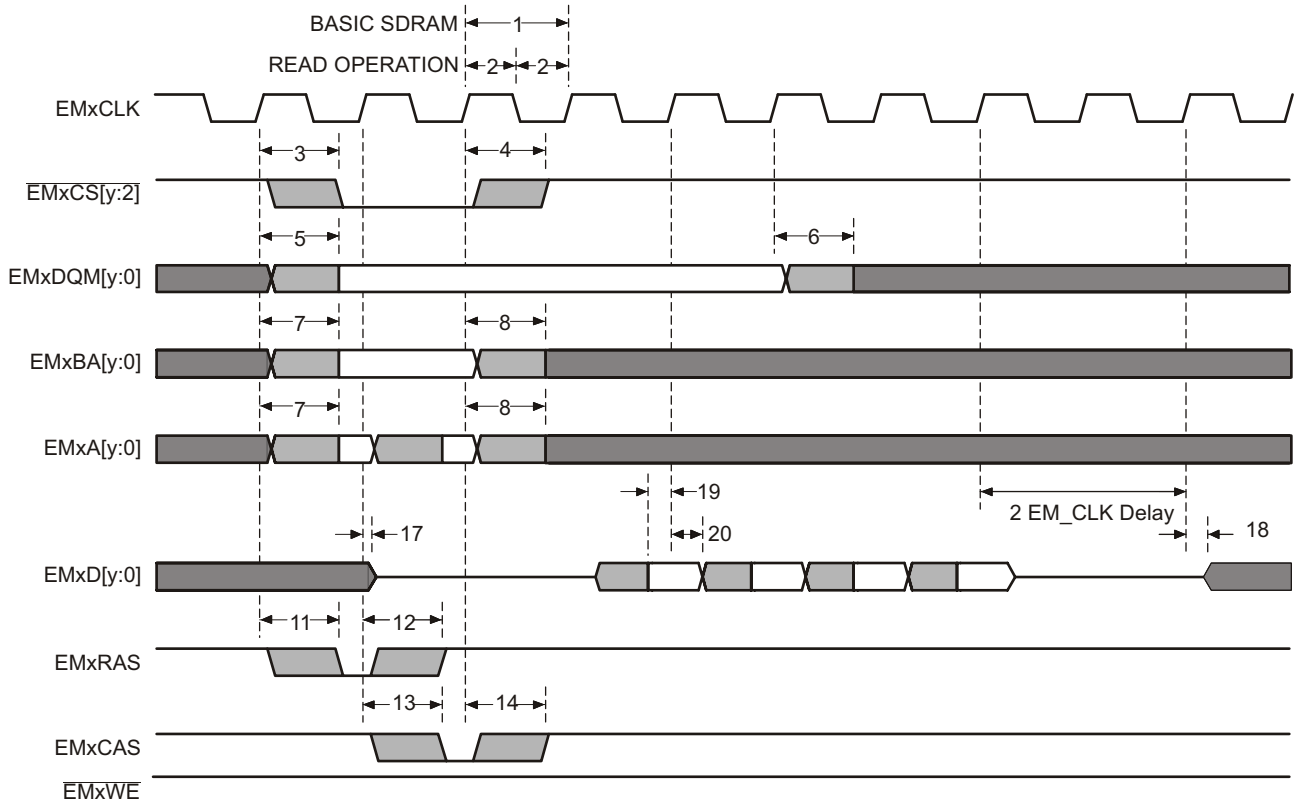 BASIC SDRAM
1
READ OPERATION
2 2
EMxCLK
3 4
EMxCS[y:2]
5 6
EMxDQM[y:0]
7 8
EMxBA[y:0]
7 8
EMxA[y:0]
19
2 EM_CLK Delay
17 20 18
EMxD[y:0]
11 12
EMxRAS
13 14
EMxCAS
EMxWE